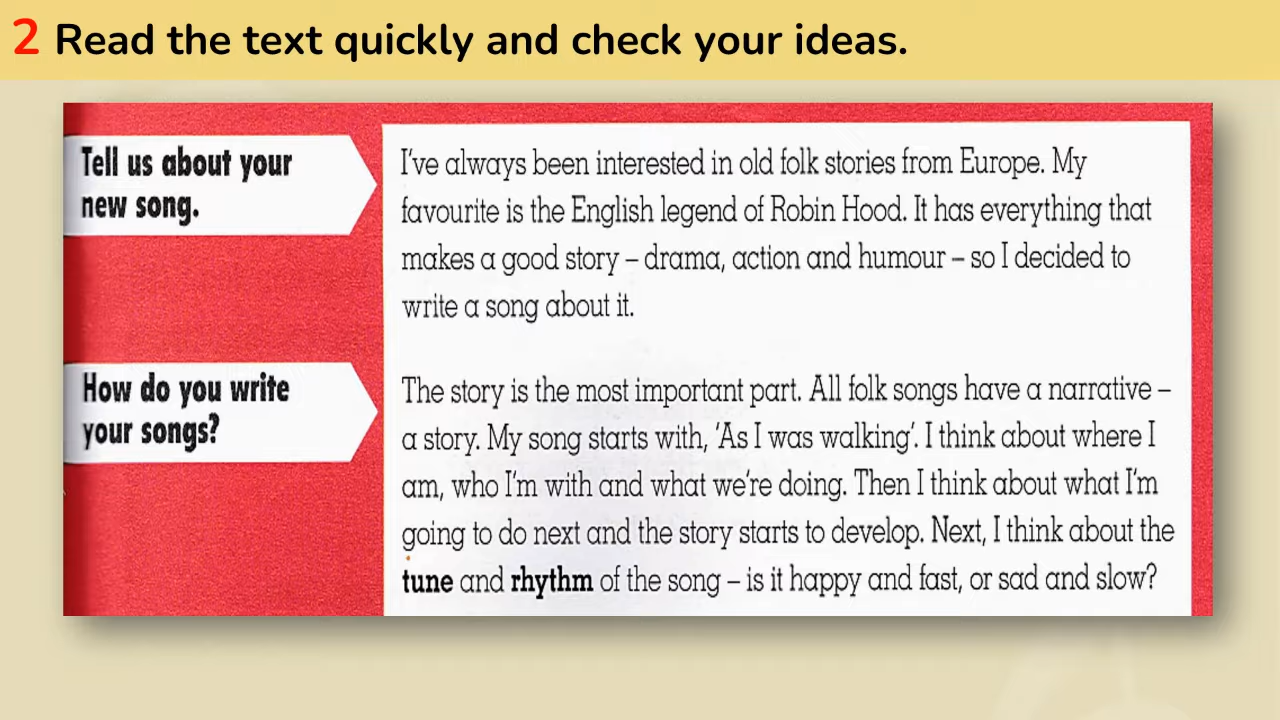 2 Read the text quickly and check your ideas.
Tell us about your
new song.
I've always been interested in old folk stories from Europe. My
favourite is the English legend of Robin Hood. It has everything that
makes a good story – drama, action and humour – so I decided to
write a song about it.
How do you write
your songs?
The story is the most important part. All folk songs have a narrative –
a story. My song starts with, 'As I was walking'. I think about where I
am, who I'm with and what we're doing. Then I think about what I'm
going to do next and the story starts to develop. Next, I think about the
tune and rhythm of the song – is it happy and fast, or sad and slow?